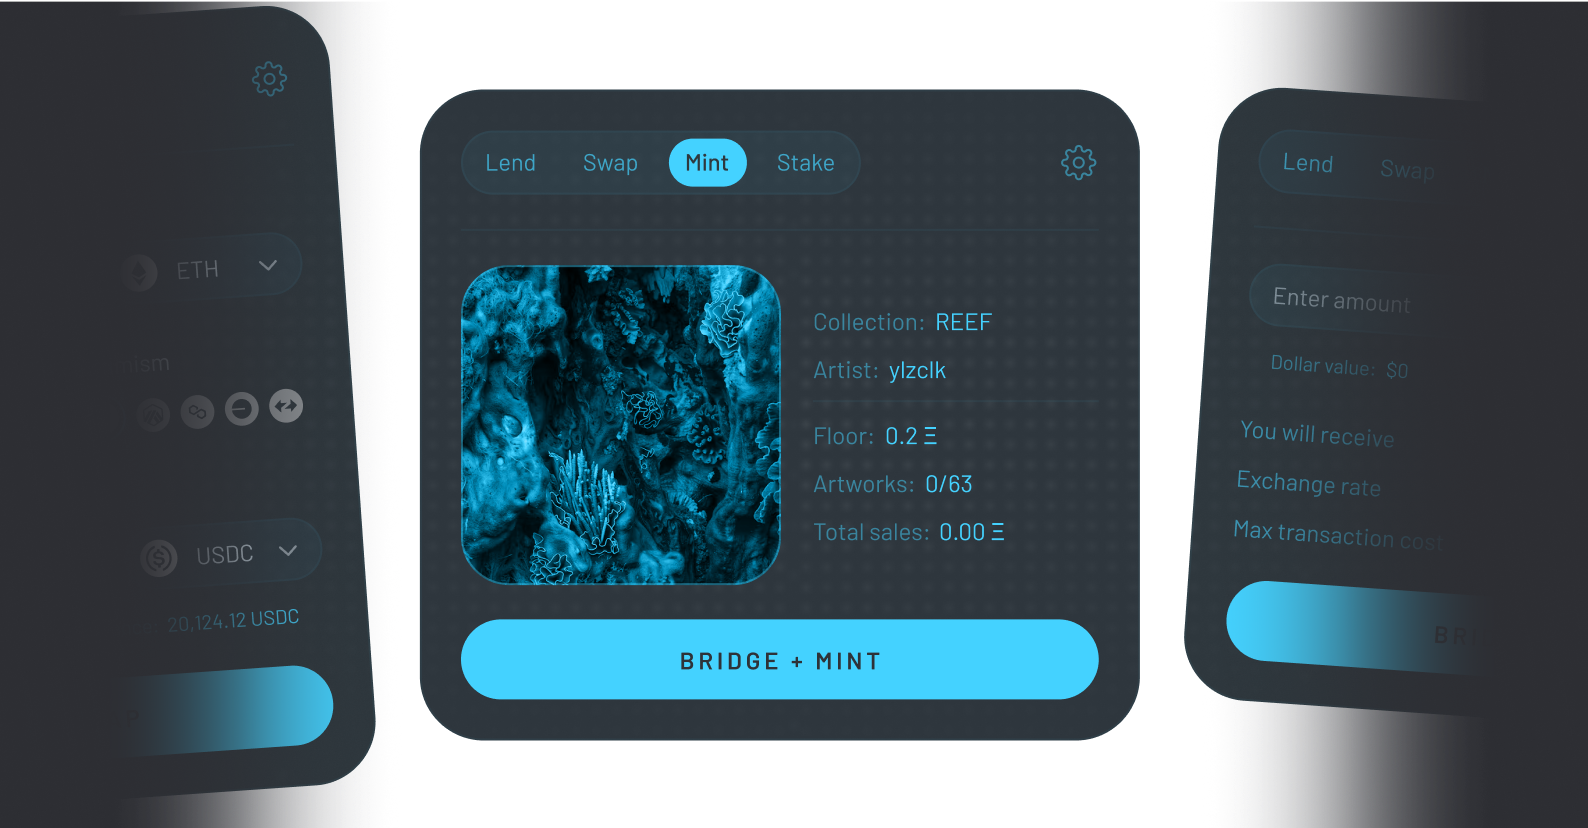 ETH
USDC
20,124.12 USDC
Lend Swap Mint Stake
Collection: REEF
Artist: ylzclk
Floor: 0.2 Ξ
Artworks: 0/63
Total sales: 0.00 Ξ
BRIDGE + MINT
Lend Swap
Enter amount
Dollar value: $0
You will receive
Exchange rate
Max transaction cost